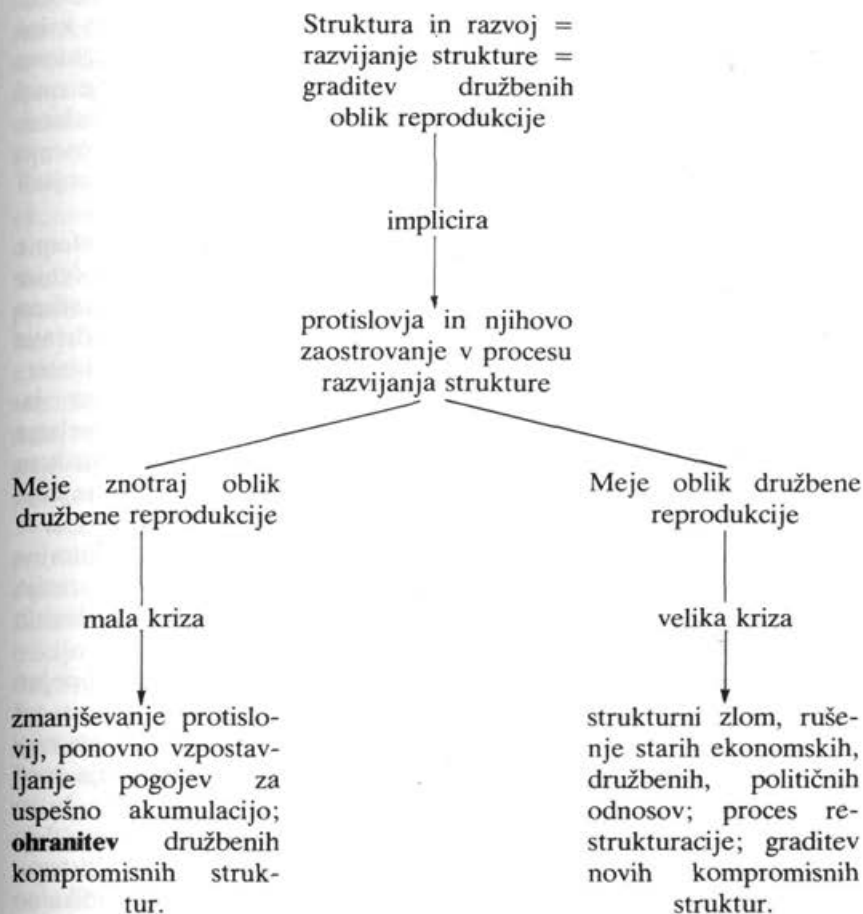 Struktura in razvoj =
razvijanje strukture =
graditev družbenih
oblik reprodukcije
implicira
protislovja in njihovo
zaostrovanje v procesu
razvijanja strukture
Meje znotraj oblik
družbene reprodukcije
mala kriza
zmanjševanje protislo-
vij, ponovno vzpostav-
ljanje pogojev za
uspešno akumulacijo;
ohranitev družbenih
kompromisnih struk-
tur.
Meje oblik družbene
reprodukcije
velika kriza
strukturni zlom, ruše-
nje starih ekonomskih,
družbenih, političnih
odnosov; proces re-
strukturacije; graditev
novih kompromisnih
struktur.